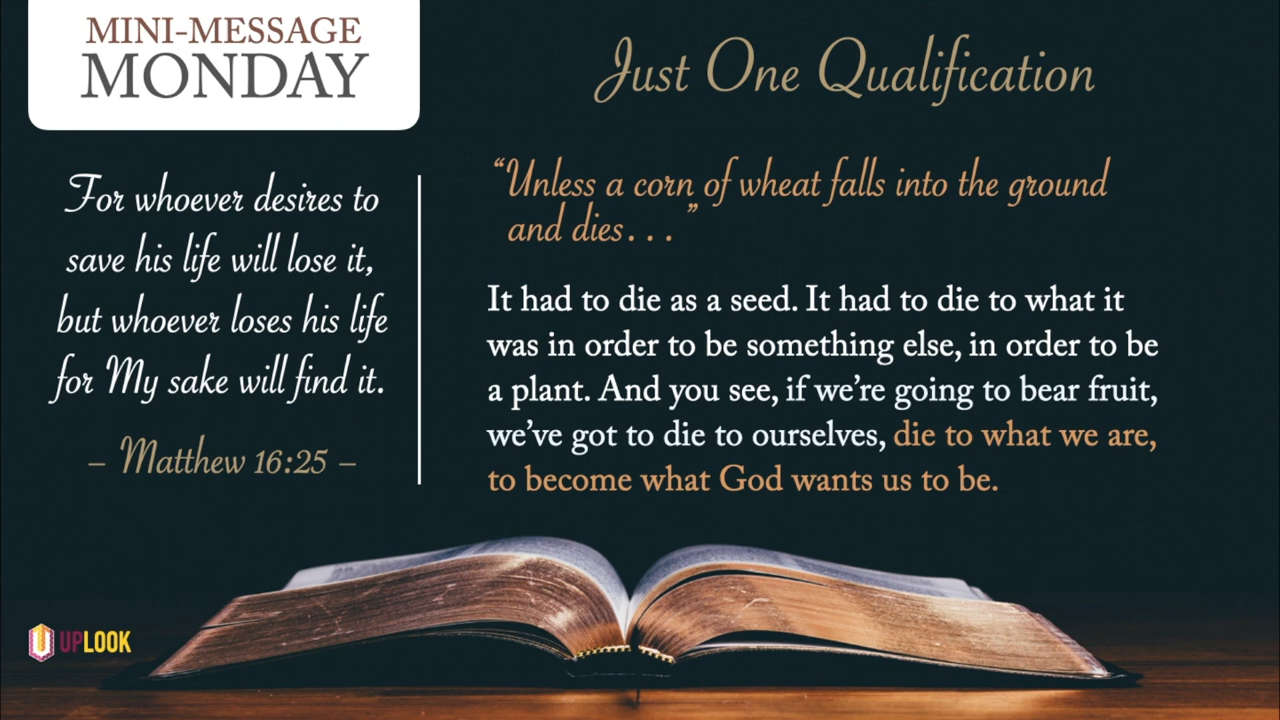 MINI-MESSAGE
MONDAY
Just One Qualification
For whoever desires to
save his life will lose it,
but whoever loses his life
for My sake will find it.
– Matthew 16:25 –
“Unless a corn of wheat falls into the ground
and dies. . . ”
It had to die as a seed. It had to die to what it
was in order to be something else, in order to be
a plant. And you see, if we’re going to bear fruit,
we’ve got to die to ourselves, die to what we are,
to become what God wants us to be.
UPLOOK